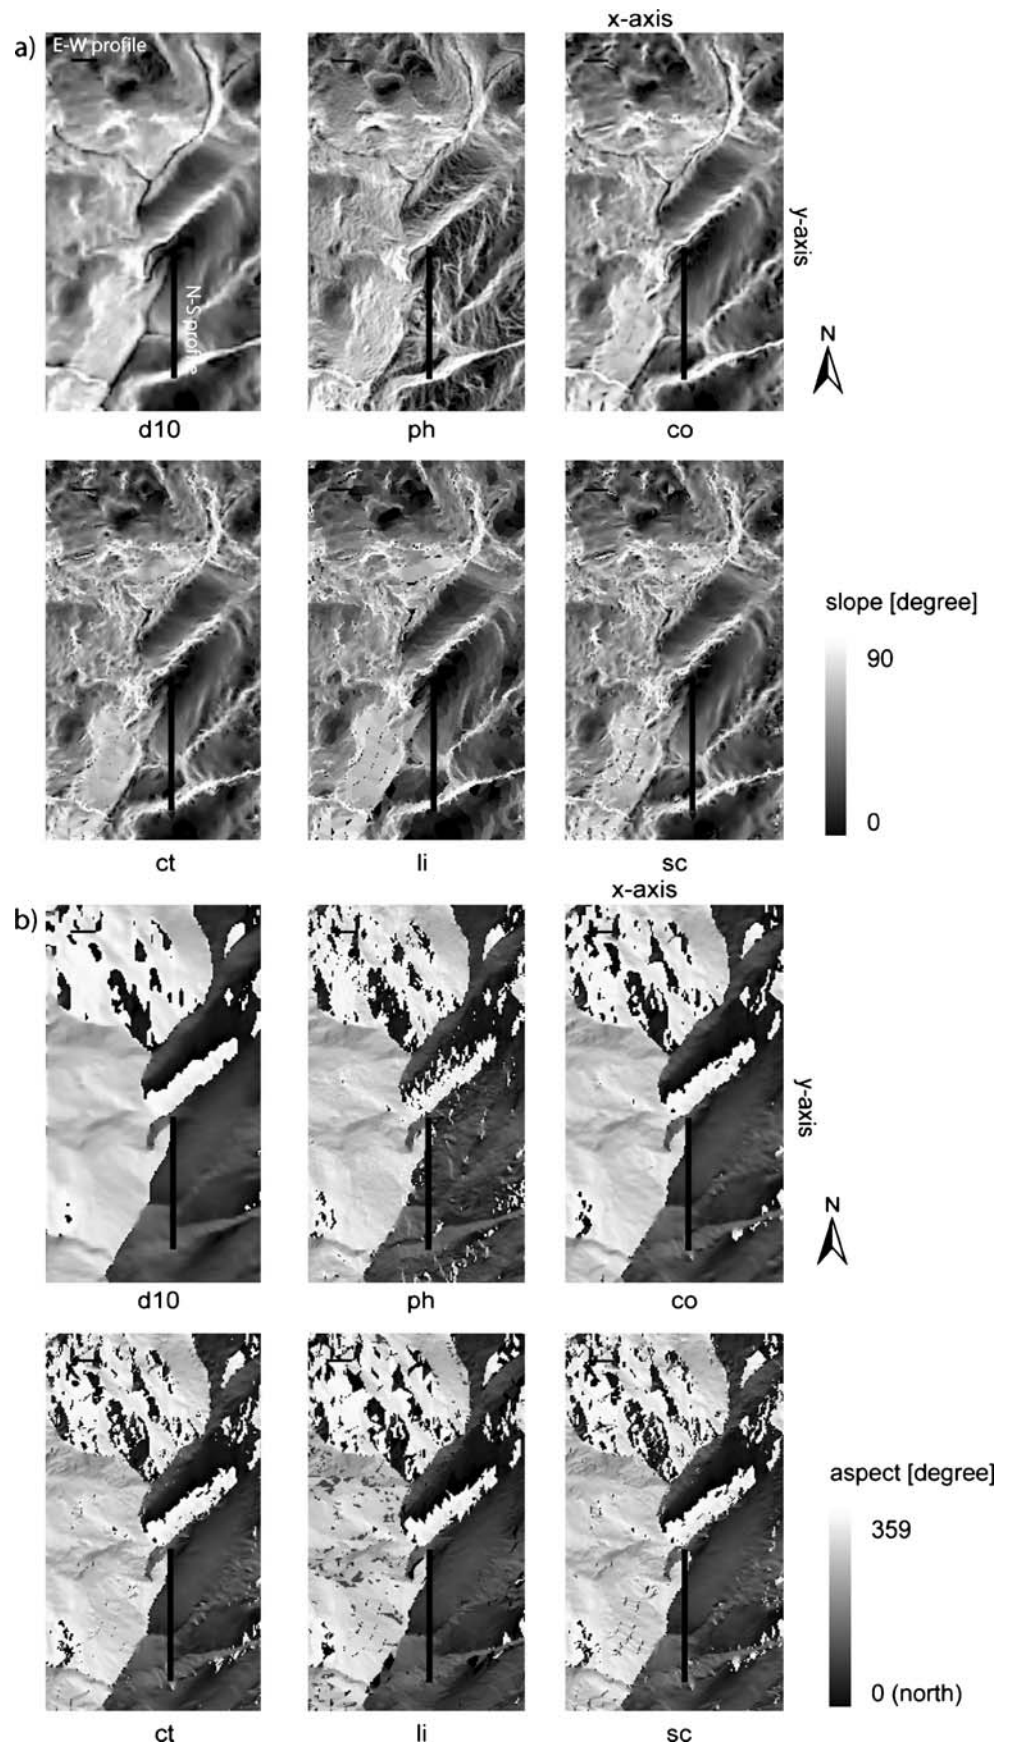 x-axis
a)
E-W profile
N-S profile
y-axis
N
d10 ph co
slope [degree]
90
0
ct li sc
x-axis
b)
y-axis
N
d10 ph co
aspect [degree]
359
0 (north)
ct li sc